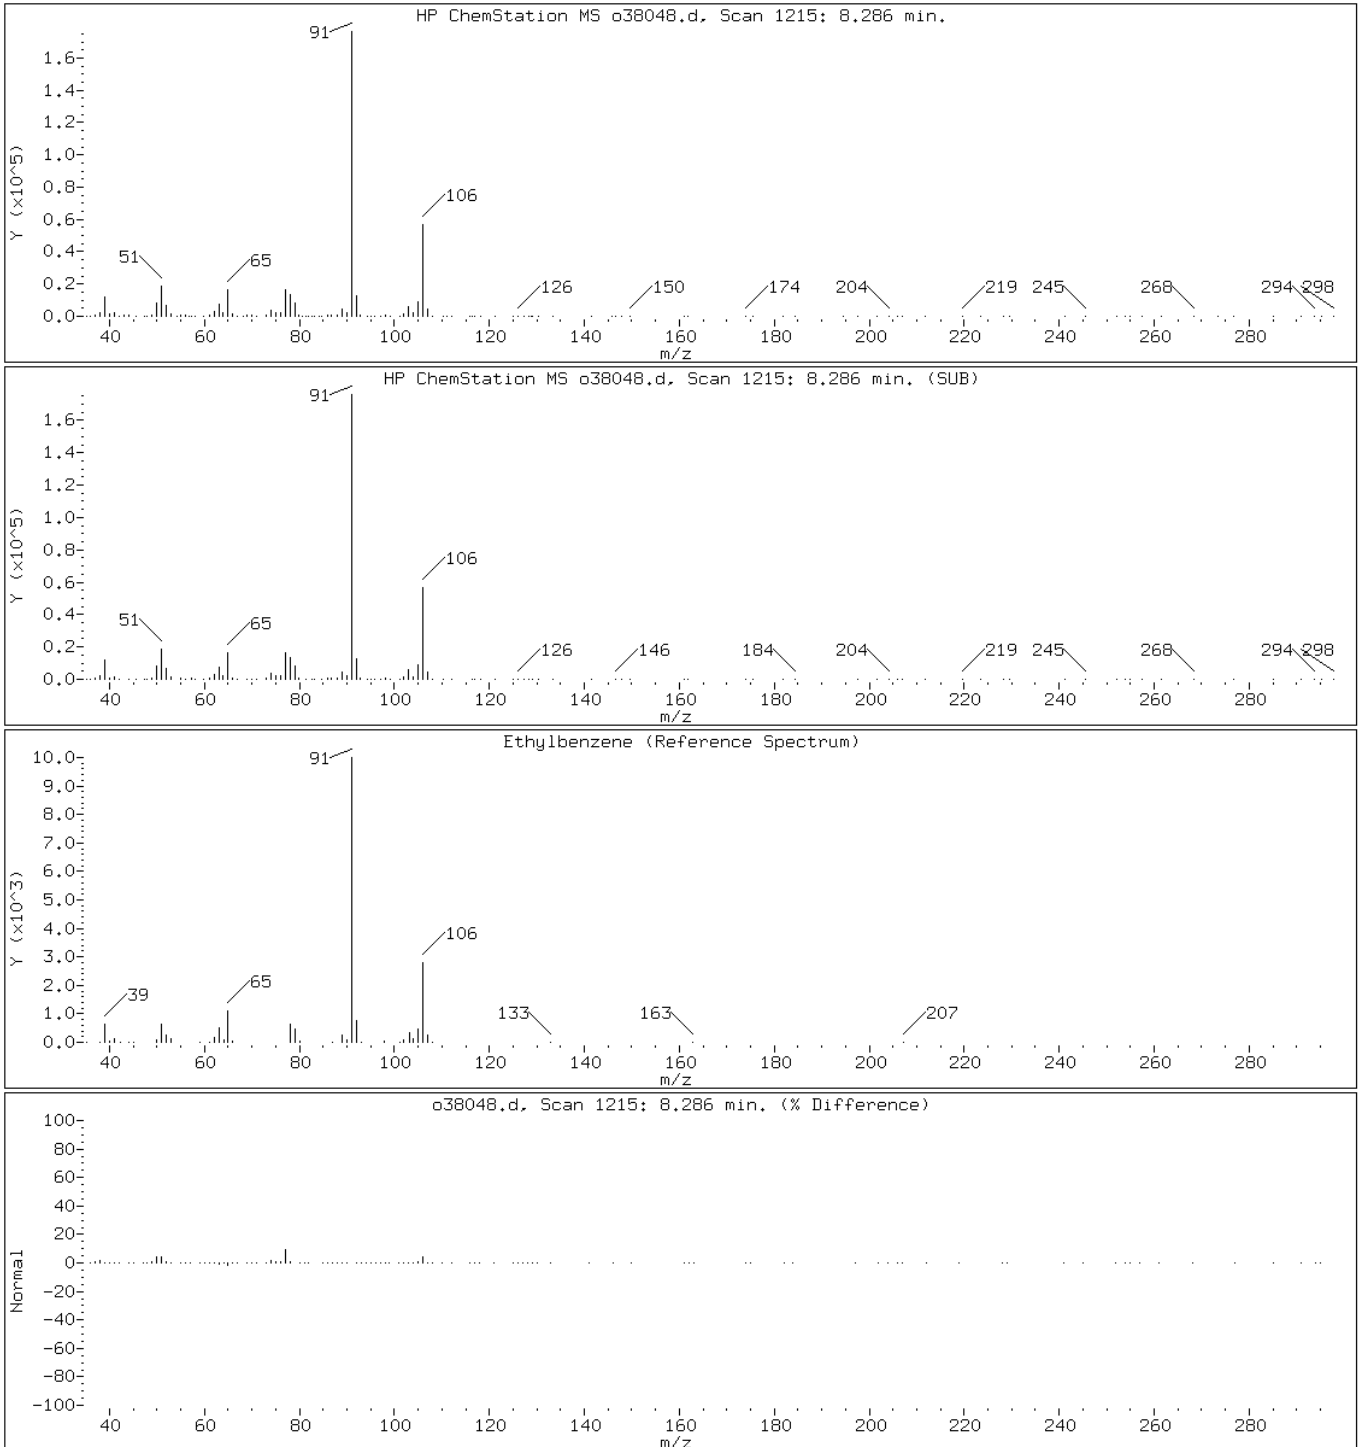 HP ChemStation MS o38048.d, Scan 1215: 8.286 min.
Y (x10^5)
1.6
1.4
1.2
1.0
0.8
0.6
0.4
0.2
0.0
91
106
51
65
126 150 174 204 219 245 268 294 298
40 60 80 100 120 140 160 180 200 220 240 260 280
m/z
HP ChemStation MS o38048.d, Scan 1215: 8.286 min. (SUB)
Y (x10^5)
1.6
1.4
1.2
1.0
0.8
0.6
0.4
0.2
0.0
91
106
51
65
126 146 184 204 219 245 268 294 298
40 60 80 100 120 140 160 180 200 220 240 260 280
m/z
Ethylbenzene (Reference Spectrum)
Y (x10^3)
10.0
9.0
8.0
7.0
6.0
5.0
4.0
3.0
2.0
1.0
0.0
91
106
65
39
133 163 207
40 60 80 100 120 140 160 180 200 220 240 260 280
m/z
o38048.d, Scan 1215: 8.286 min. (% Difference)
Normal
100
80
60
40
20
0
-20
-40
-60
-80
-100
40 60 80 100 120 140 160 180 200 220 240 260 280
m/z